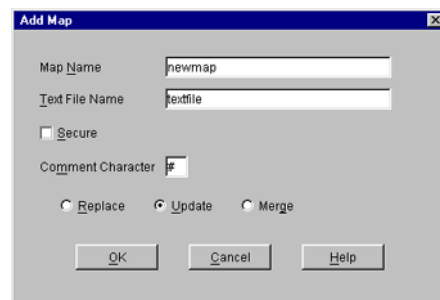 Add Map
Map Name newmap
Text File Name textfile
Secure
Comment Character #
Replace Update Merge
OK Cancel Help